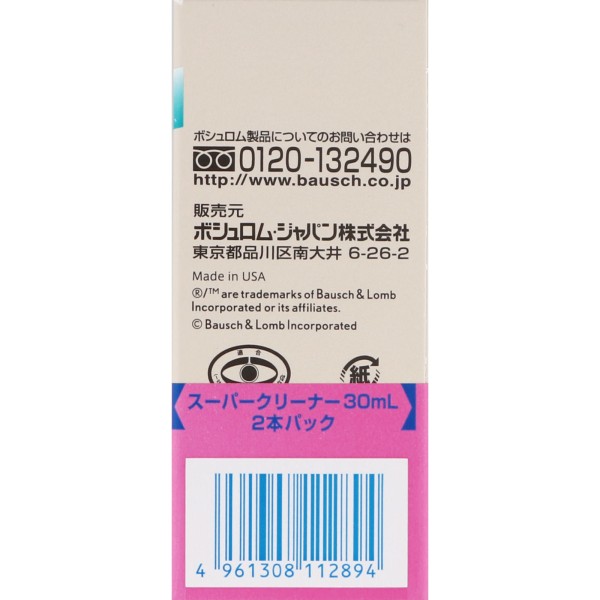 ボシュロム製品についてのお問い合わせは
0120-132490
http://www.bausch.co.jp
販売元
ボシュロム・ジャパン株式会社
東京都品川区南大井 6-26-2
Made in USA
®/™ are trademarks of Bausch & Lomb
Incorporated or its affiliates.
© Bausch & Lomb Incorporated
適合
紙
スーパークリーナー30mL
2本パック
4 961308 112894